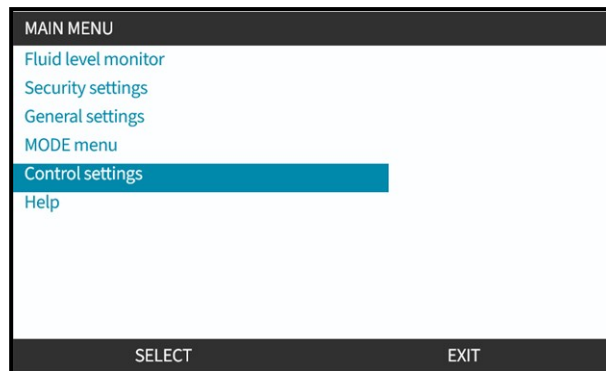 MAIN MENU
Fluid level monitor
Security settings
General settings
MODE menu
Control settings
Help
SELECT EXIT